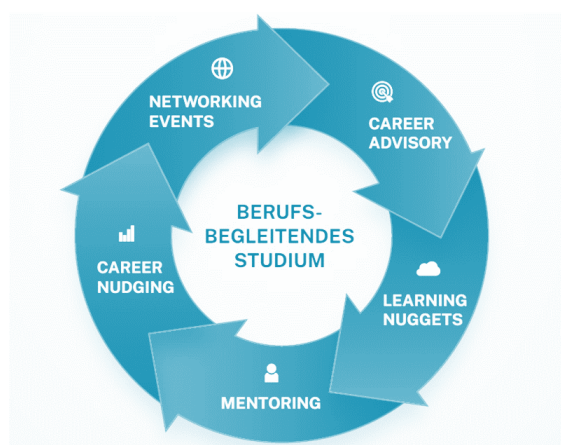 NETWORKING
EVENTS
CAREER
ADVISORY
BERUFS-
BEGLEITENDES
STUDIUM
CAREER
NUDGING
LEARNING
NUGGETS
MENTORING